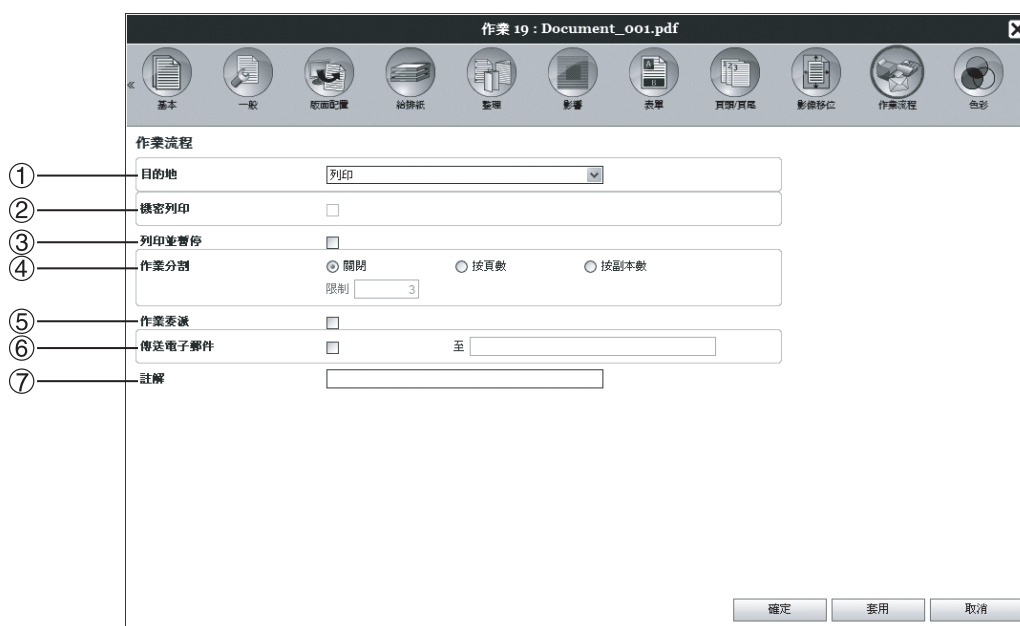 作業 19 : Document_001.pdf
«
基本 一般 版面配置 給排紙 整理 影響 表單 頁頭/頁尾 影像移位 作業流程 色彩
作業流程
① 目的地 列印
② 機密列印
③ 列印並暫停
④ 作業分割 關閉 按頁數 按副本數
限制 3
⑤ 作業委派
⑥ 傳送電子郵件 至
⑦ 註解
確定 套用 取消